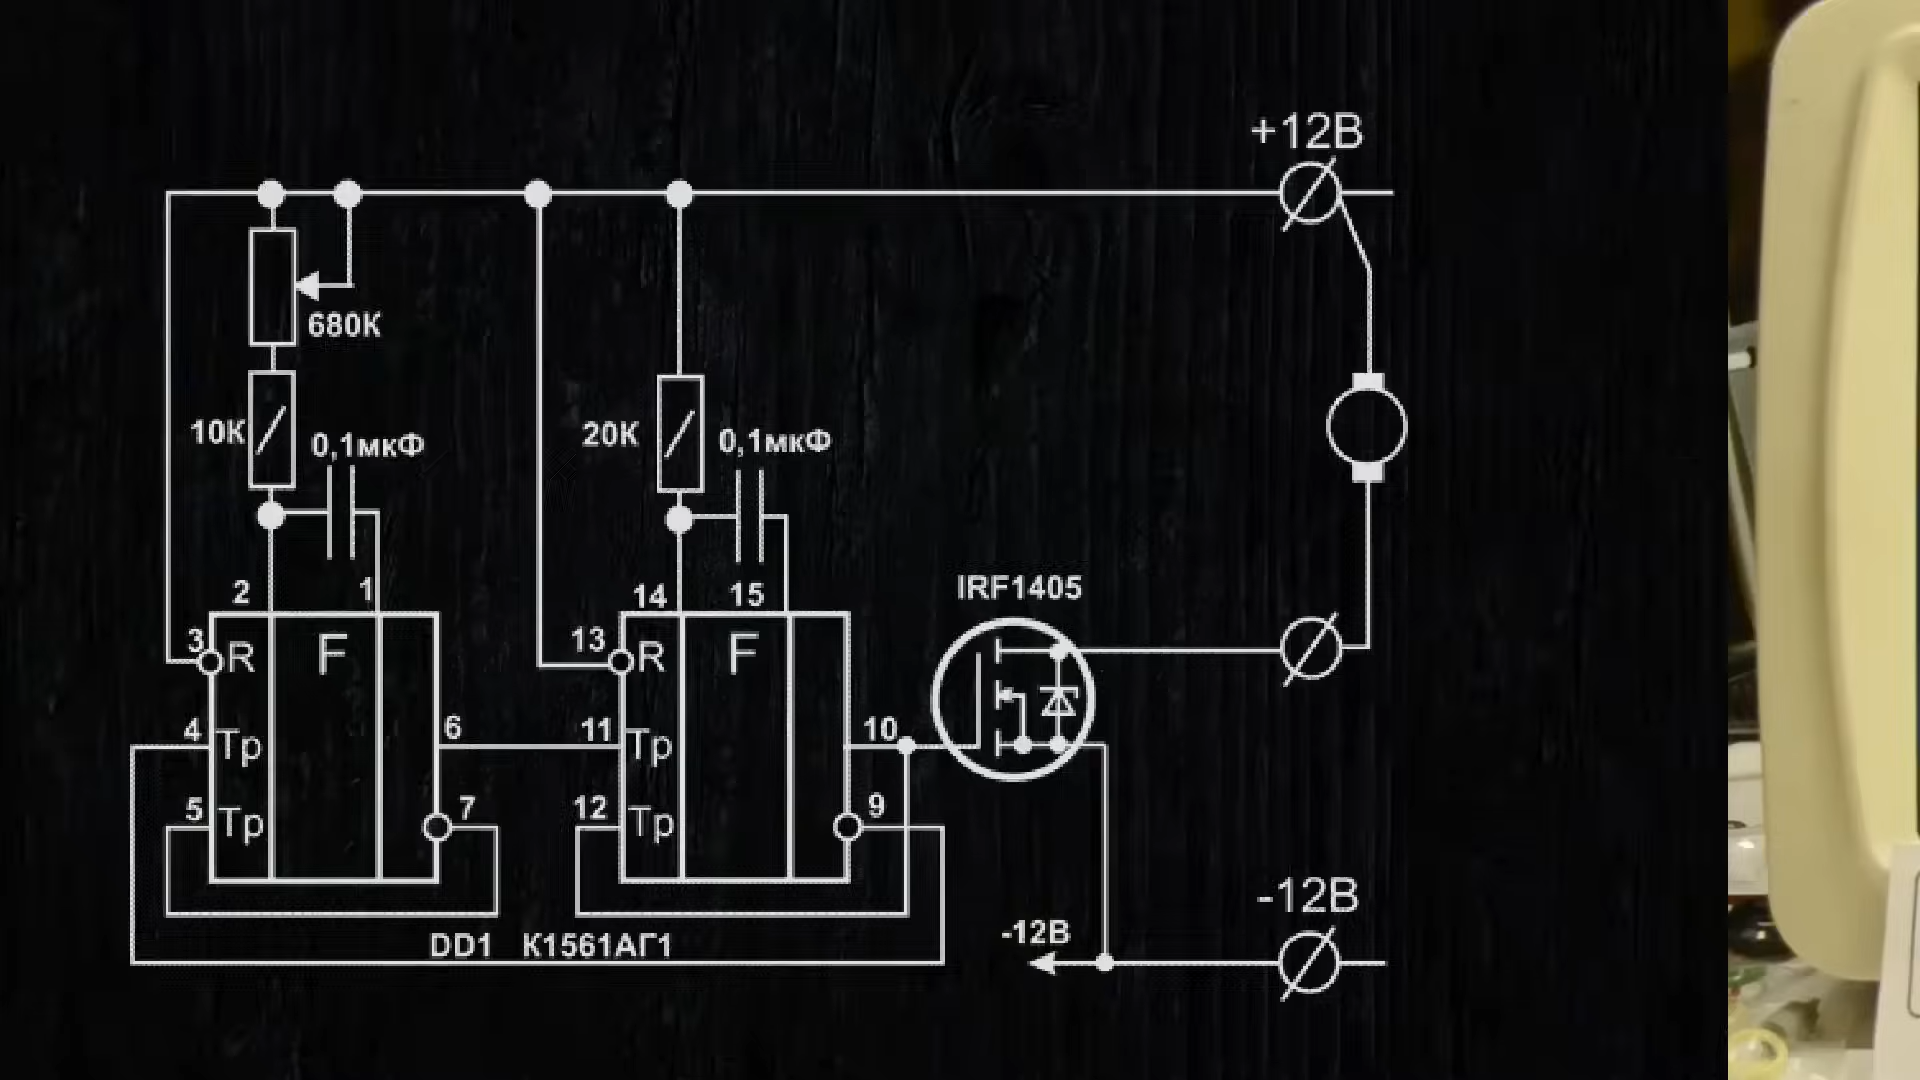 +12В
680К
10К
0,1мкФ
20К
0,1мкФ
2
1
14
15
IRF1405
3
R
F
13
R
F
4
Тр
6
11
Тр
10
5
Тр
7
12
Тр
9
-12В
-12В
DD1 К1561АГ1